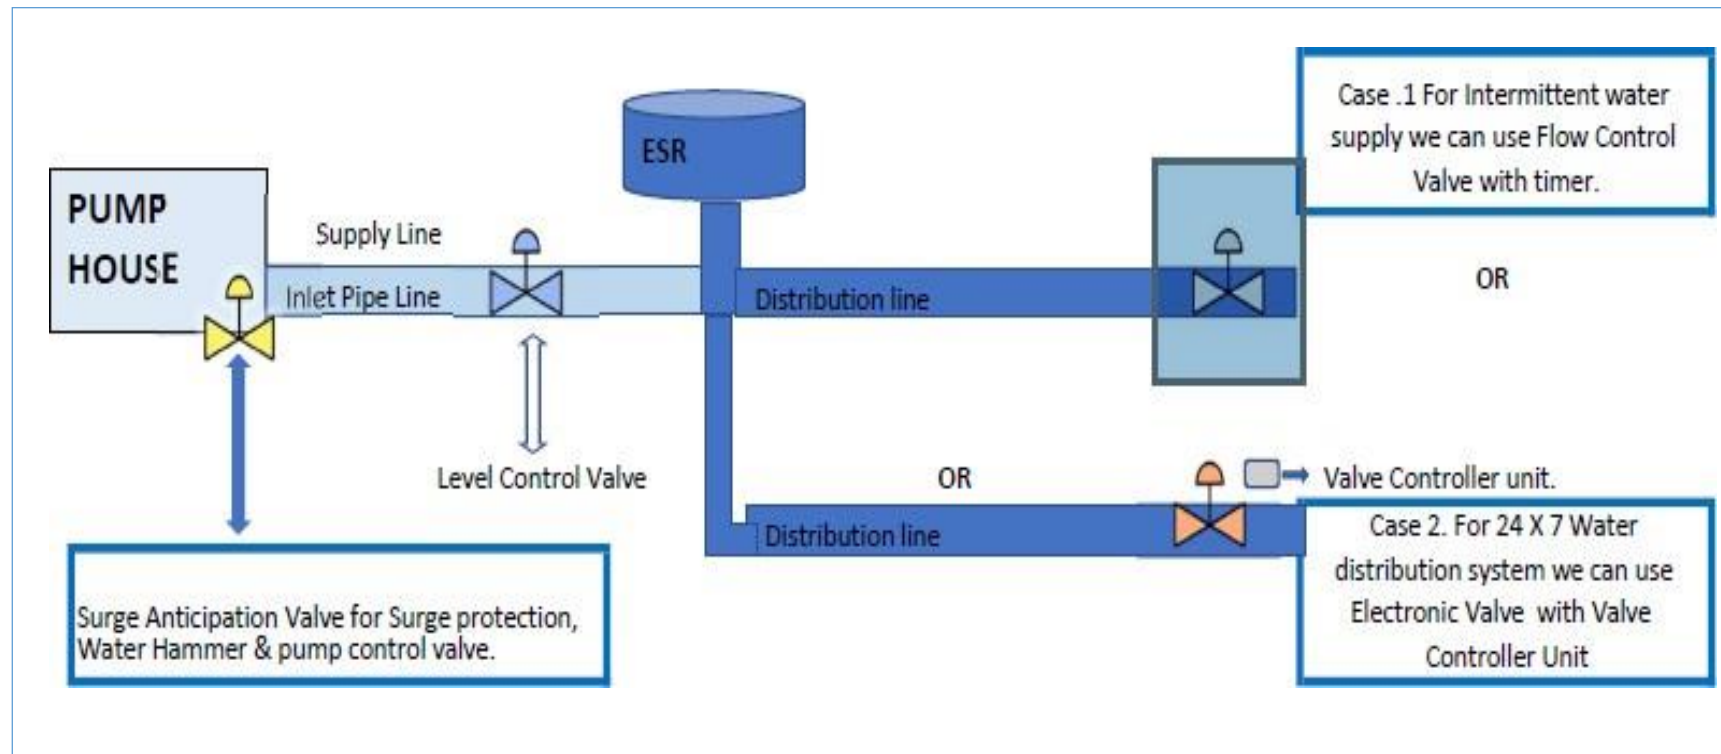 PUMP
HOUSE
Supply Line
Inlet Pipe Line
ESR
Distribution line
Case .1 For Intermittent water
supply we can use Flow Control
Valve with timer.
OR
Level Control Valve
OR
Valve Controller unit.
Distribution line
Case 2. For 24 X 7 Water
distribution system we can use
Electronic Valve with Valve
Controller Unit
Surge Anticipation Valve for Surge protection,
Water Hammer & pump control valve.